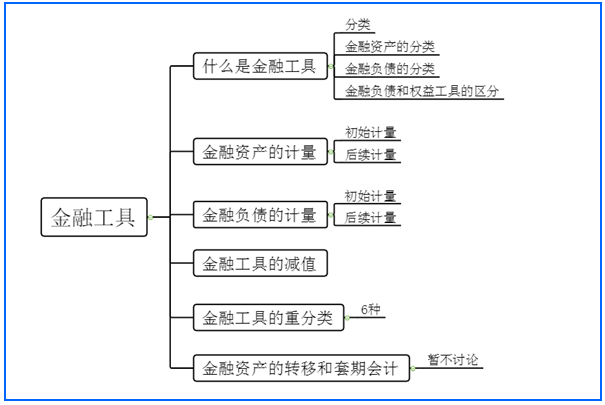 金融工具
什么是金融工具
分类
金融资产的分类
金融负债的分类
金融负债和权益工具的区分
金融资产的计量
初始计量
后续计量
金融负债的计量
初始计量
后续计量
金融工具的减值
金融工具的重分类
6种
金融资产的转移和套期会计
暂不讨论